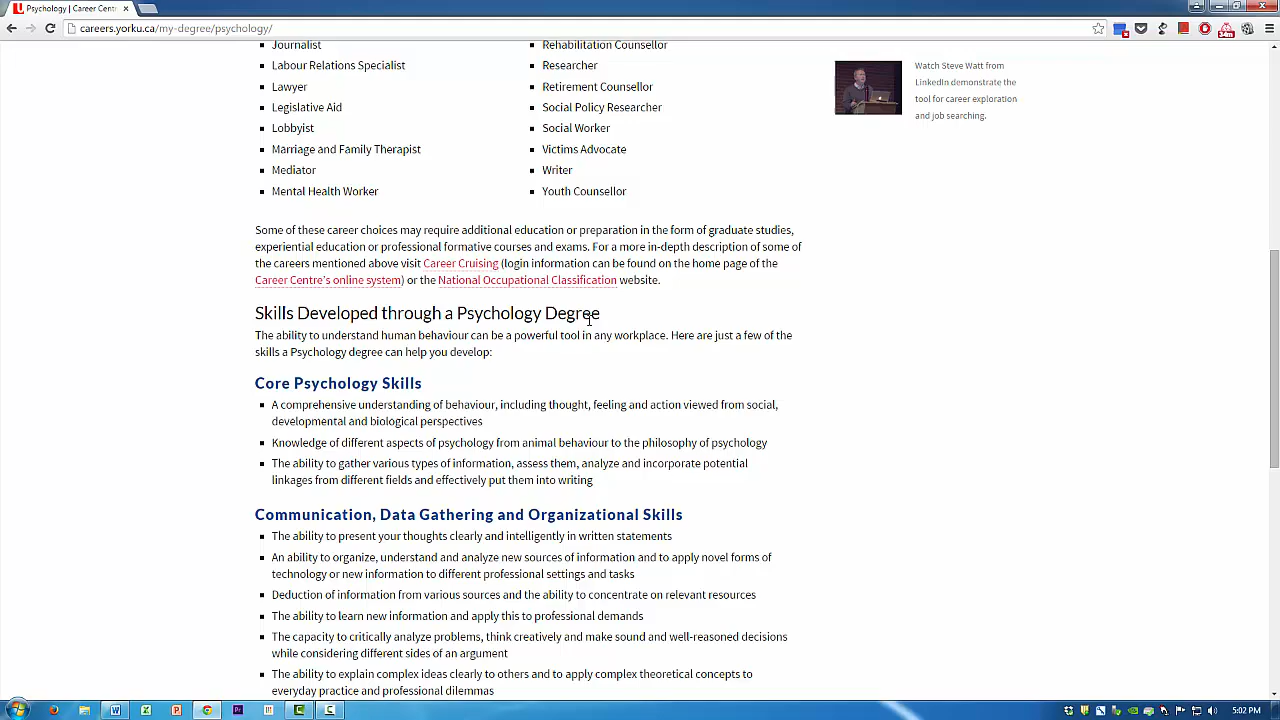 Psychology | Career Centr
careers.yorku.ca/my-degree/psychology/
34m
Journalist
Labour Relations Specialist
Lawyer
Legislative Aid
Lobbyist
Marriage and Family Therapist
Mediator
Mental Health Worker
Rehabilitation Counsellor
Researcher
Retirement Counsellor
Social Policy Researcher
Social Worker
Victims Advocate
Writer
Youth Counsellor
Watch Steve Watt from
LinkedIn demonstrate the
tool for career exploration
and job searching.
Some of these career choices may require additional education or preparation in the form of graduate studies,
experiential education or professional formative courses and exams. For a more in-depth description of some of
the careers mentioned above visit Career Cruising (login information can be found on the home page of the
Career Centre's online system) or the National Occupational Classification website.
Skills Developed through a Psychology Degree
The ability to understand human behaviour can be a powerful tool in any workplace. Here are just a few of the
skills a Psychology degree can help you develop:
Core Psychology Skills
A comprehensive understanding of behaviour, including thought, feeling and action viewed from social,
developmental and biological perspectives
Knowledge of different aspects of psychology from animal behaviour to the philosophy of psychology
The ability to gather various types of information, assess them, analyze and incorporate potential
linkages from different fields and effectively put them into writing
Communication, Data Gathering and Organizational Skills
The ability to present your thoughts clearly and intelligently in written statements
An ability to organize, understand and analyze new sources of information and to apply novel forms of
technology or new information to different professional settings and tasks
Deduction of information from various sources and the ability to concentrate on relevant resources
The ability to learn new information and apply this to professional demands
The capacity to critically analyze problems, think creatively and make sound and well-reasoned decisions
while considering different sides of an argument
The ability to explain complex ideas clearly to others and to apply complex theoretical concepts to
everyday practice and professional dilemmas
5:02 PM